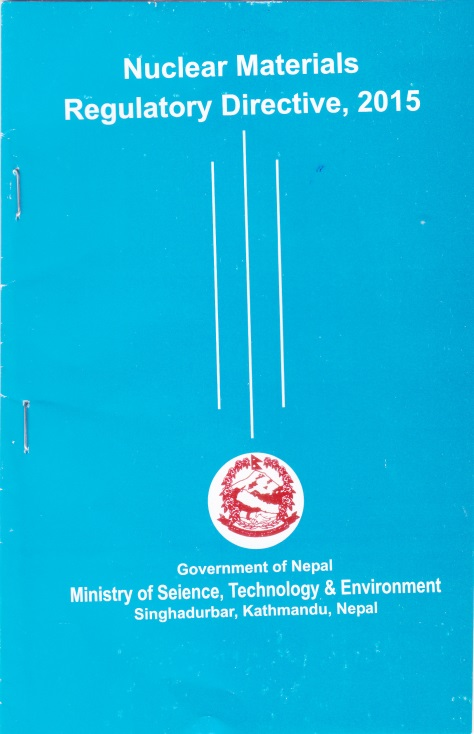 Nuclear Materials
Regulatory Directive, 2015
Government of Nepal
Ministry of Seience, Technology & Environment
Singhadurbar, Kathmandu, Nepal